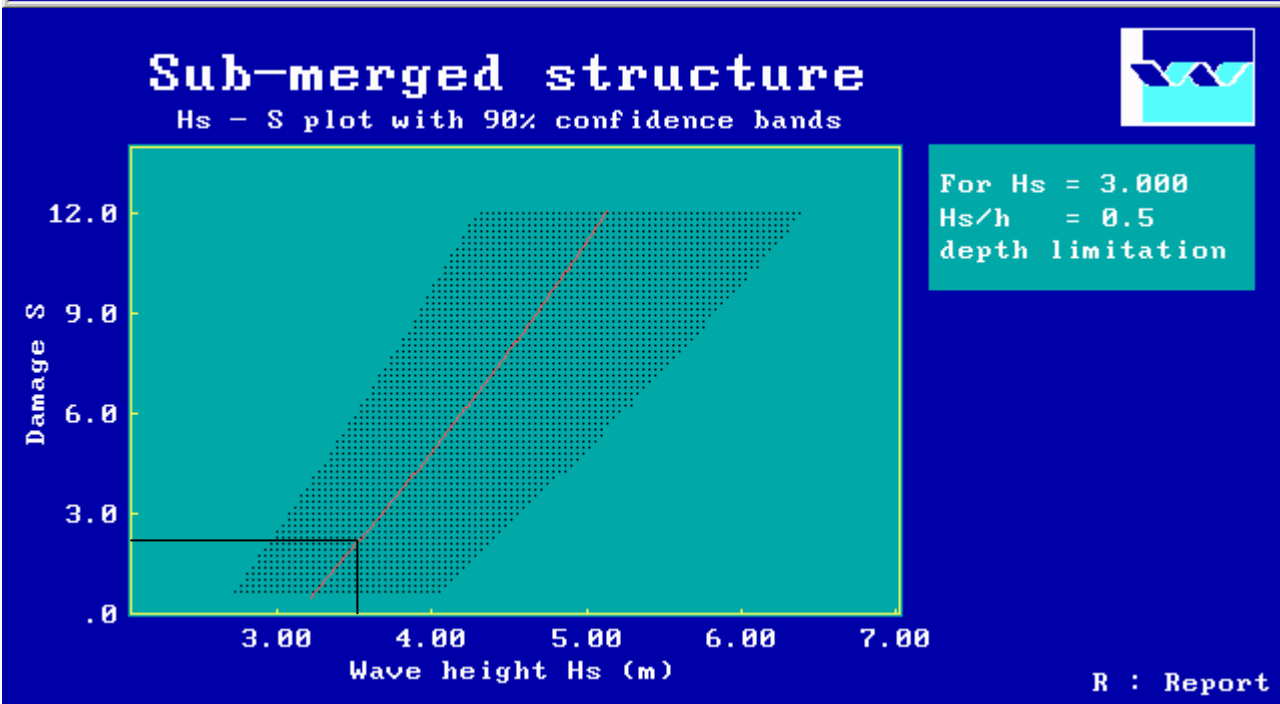 Sub-merged structure
Hs - S plot with 90% confidence bands
For Hs = 3.000
Hs/h = 0.5
depth limitation
12.0
9.0
6.0
3.0
.0
Damage S
3.00 4.00 5.00 6.00 7.00
Wave height Hs (m)
R : Report